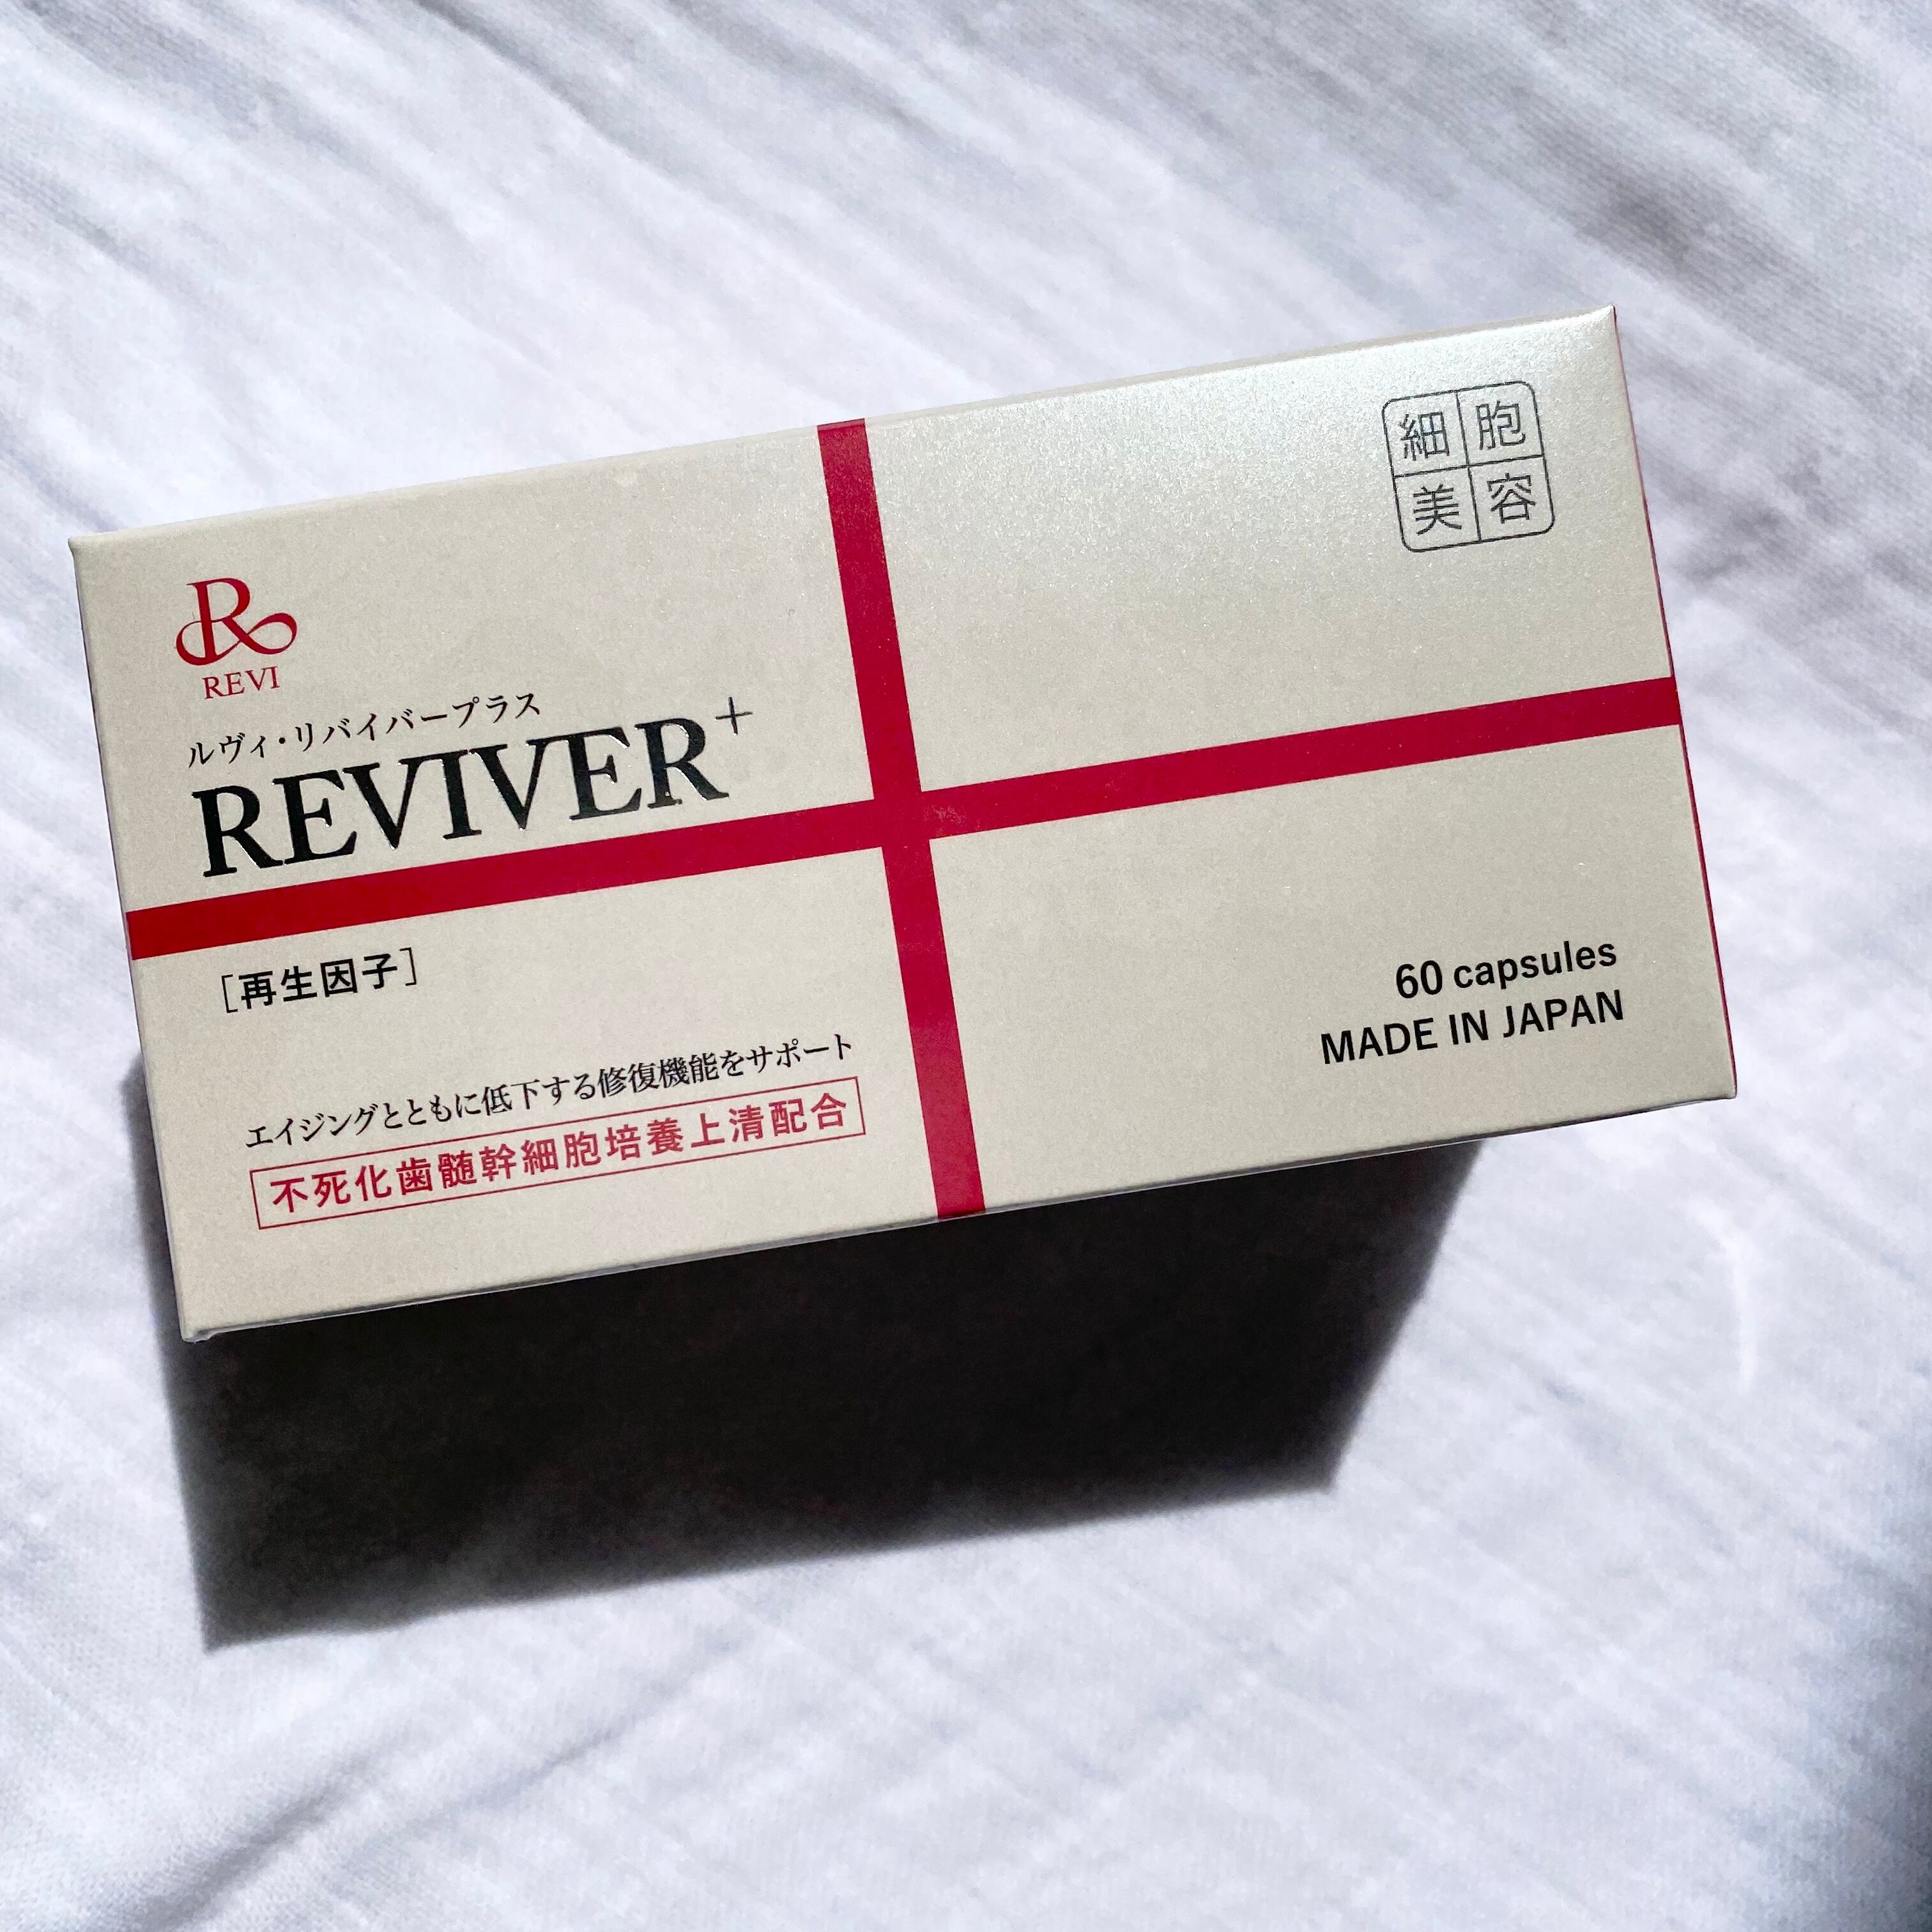 R
REVI
ルヴィ・リバイバープラス
REVIVER+
[再生因子]
エイジングとともに低下する修復機能をサポート
不死化歯髄幹細胞培養上清配合
細胞
美容
60 capsules
MADE IN JAPAN